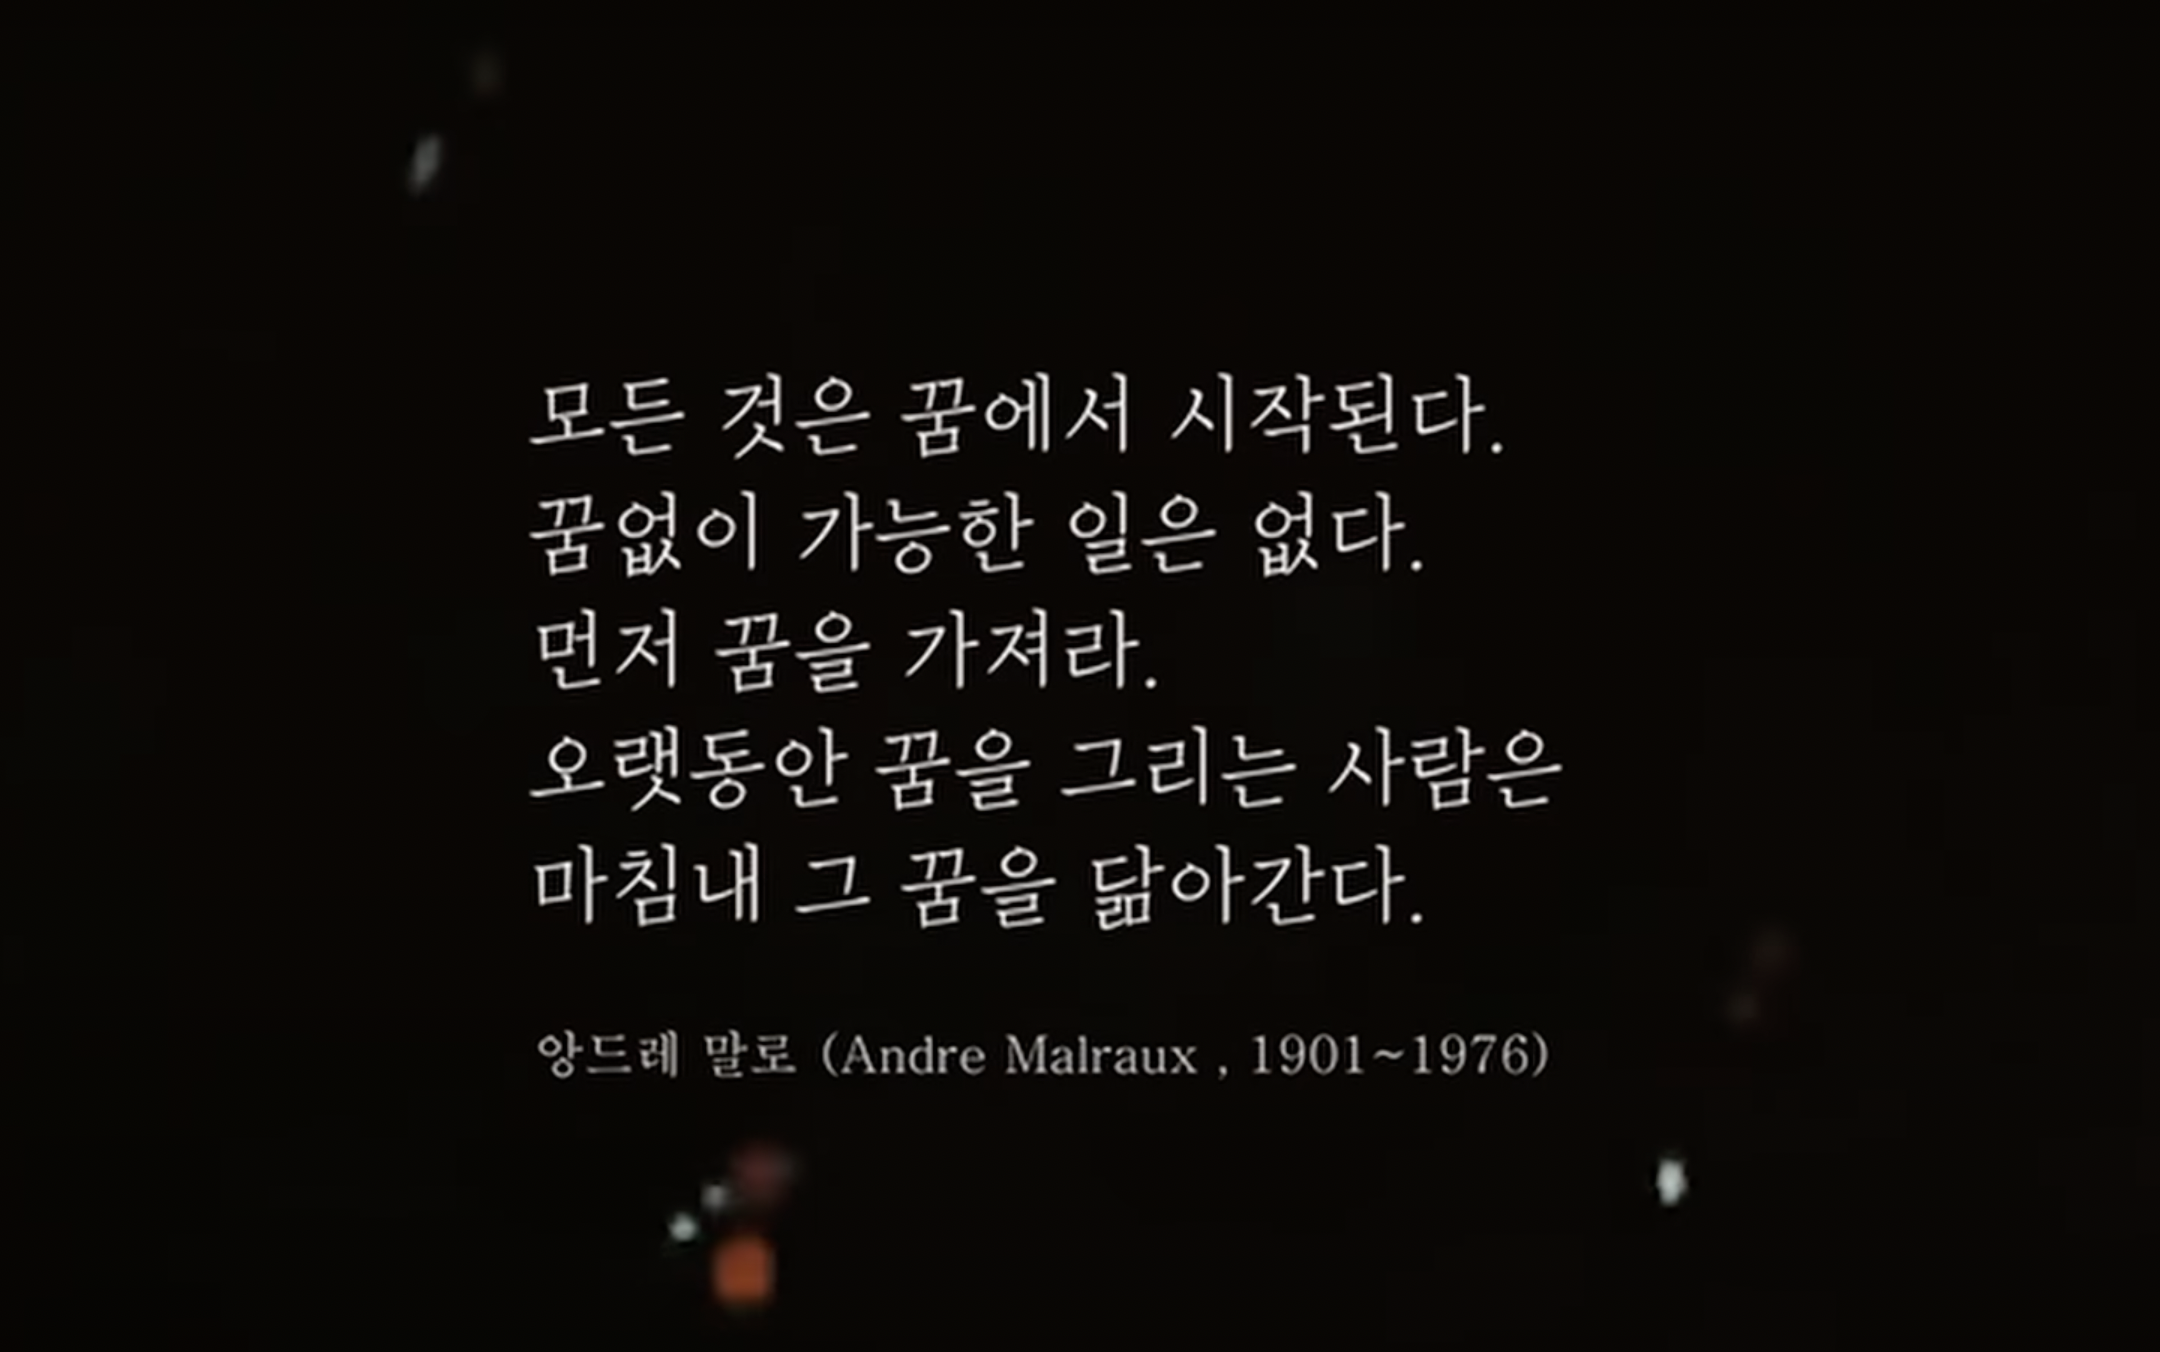 모든 것은 꿈에서 시작된다.
꿈없이 가능한 일은 없다.
먼저 꿈을 가져라.
오랫동안 꿈을 그리는 사람은
마침내 그 꿈을 닮아간다.
앙드레 말로 (Andre Malraux , 1901~1976)